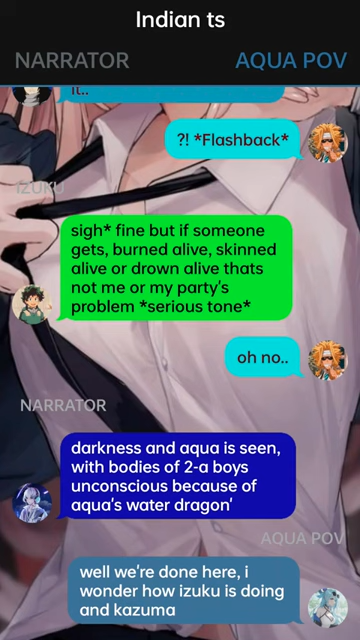 Indian ts
NARRATOR
AQUA POV
it..
?! *Flashback*
IZUKU
sigh* fine but if someone
gets, burned alive, skinned
alive or drown alive thats
not me or my party's
problem *serious tone*
oh no..
NARRATOR
darkness and aqua is seen,
with bodies of 2-a boys
unconscious because of
aqua's water dragon'
AQUA POV
well we're done here, i
wonder how izuku is doing
and kazuma